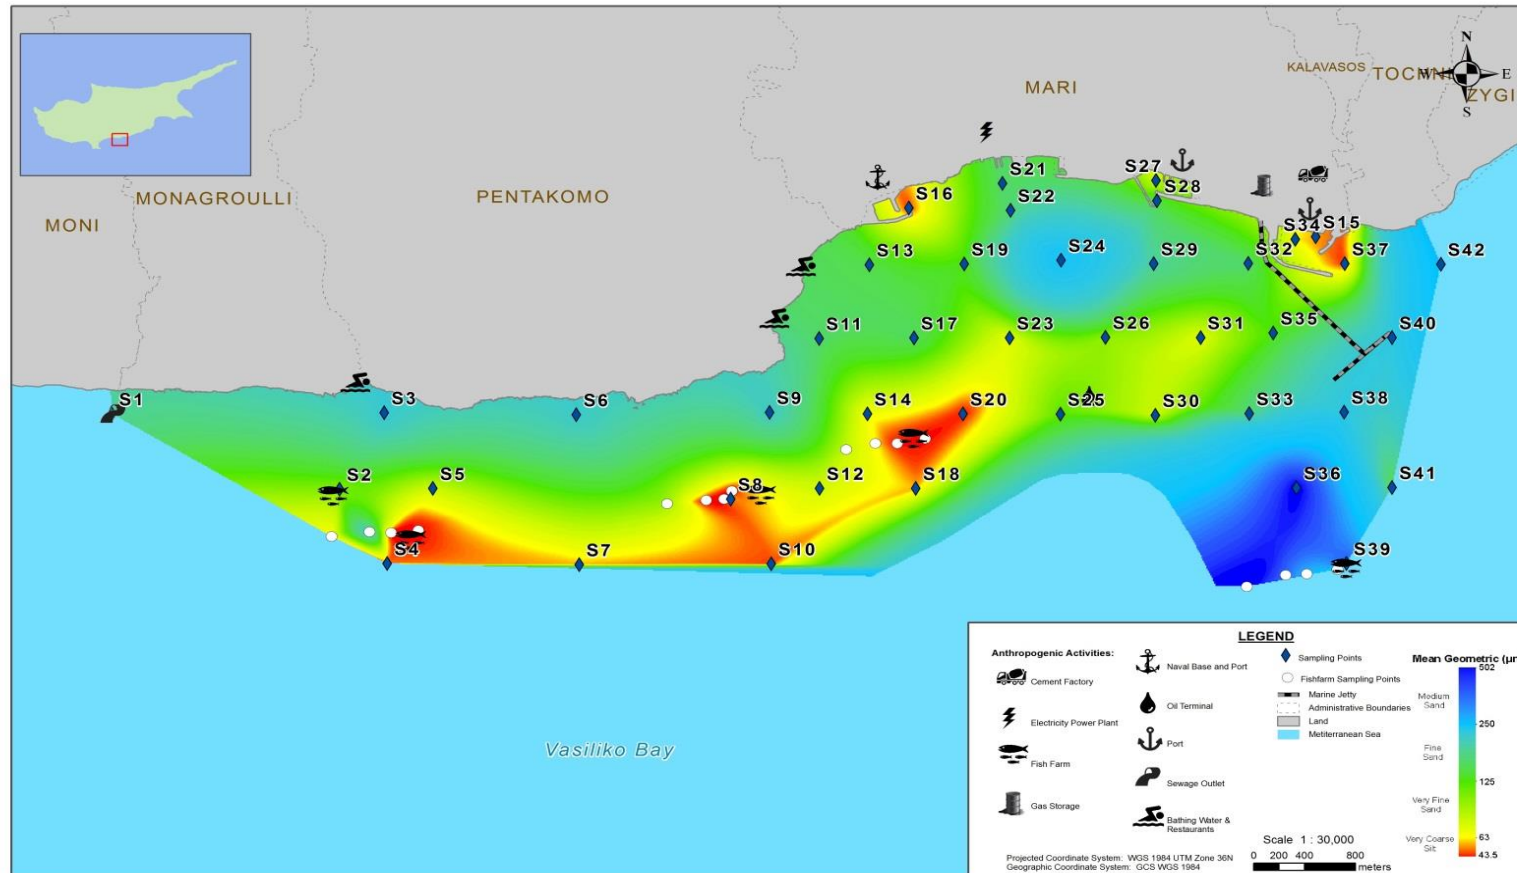 N
W
E
S
KALAVASOS
TOCHNI
ZYGI
MARI
MONAGROULLI
PENTAKOMO
MONI
S27
S21
S28
S16
S22
S34
S15
S13
S19
S24
S29
S32
S37
S42
S11
S17
S23
S26
S31
S35
S40
S1
S3
S6
S9
S14
S20
S25
S30
S33
S38
S2
S5
S8
S12
S18
S36
S41
S4
S7
S10
S39
Vasiliko Bay
LEGEND
Anthropogenic Activities:
Cement Factory
Electricity Power Plant
Fish Farm
Gas Storage
Naval Base and Port
Oil Terminal
Port
Sewage Outlet
Bathing Water &
Restaurants
Sampling Points
Fishfarm Sampling Points
Marine Jetty
Administrative Boundaries
Land
Metiterranean Sea
Mean Geometric (µm
502
Medium
Sand
250
Fine
Sand
125
Very Fine
Sand
63
Very Coarse
Silt
43.5
Scale 1 : 30,000
0 200 400 800
meters
Projected Coordinate System: WGS 1984 UTM Zone 36N
Geographic Coordinate System: GCS WGS 1984